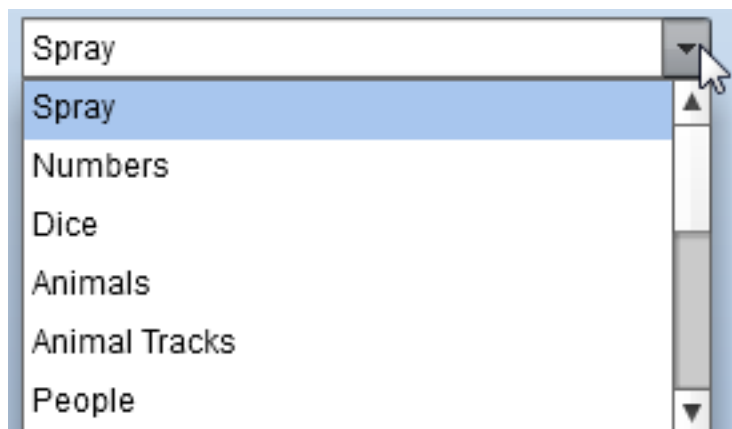 Spray
Spray
Numbers
Dice
Animals
Animal Tracks
People